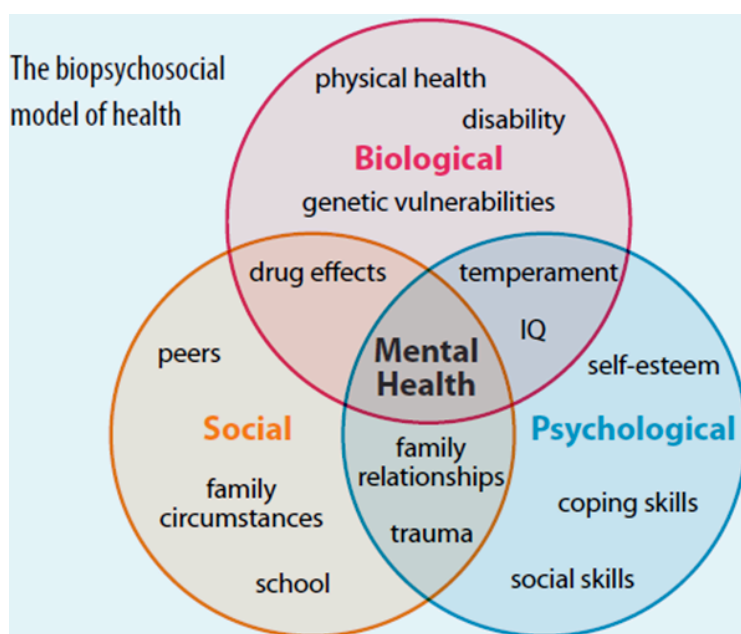 The biopsychosocial
model of health
physical health
disability
Biological
genetic vulnerabilities
drug effects
temperament
IQ
peers
Mental
Health
self-esteem
Social
Psychological
family
relationships
family
circumstances
coping skills
trauma
school
social skills